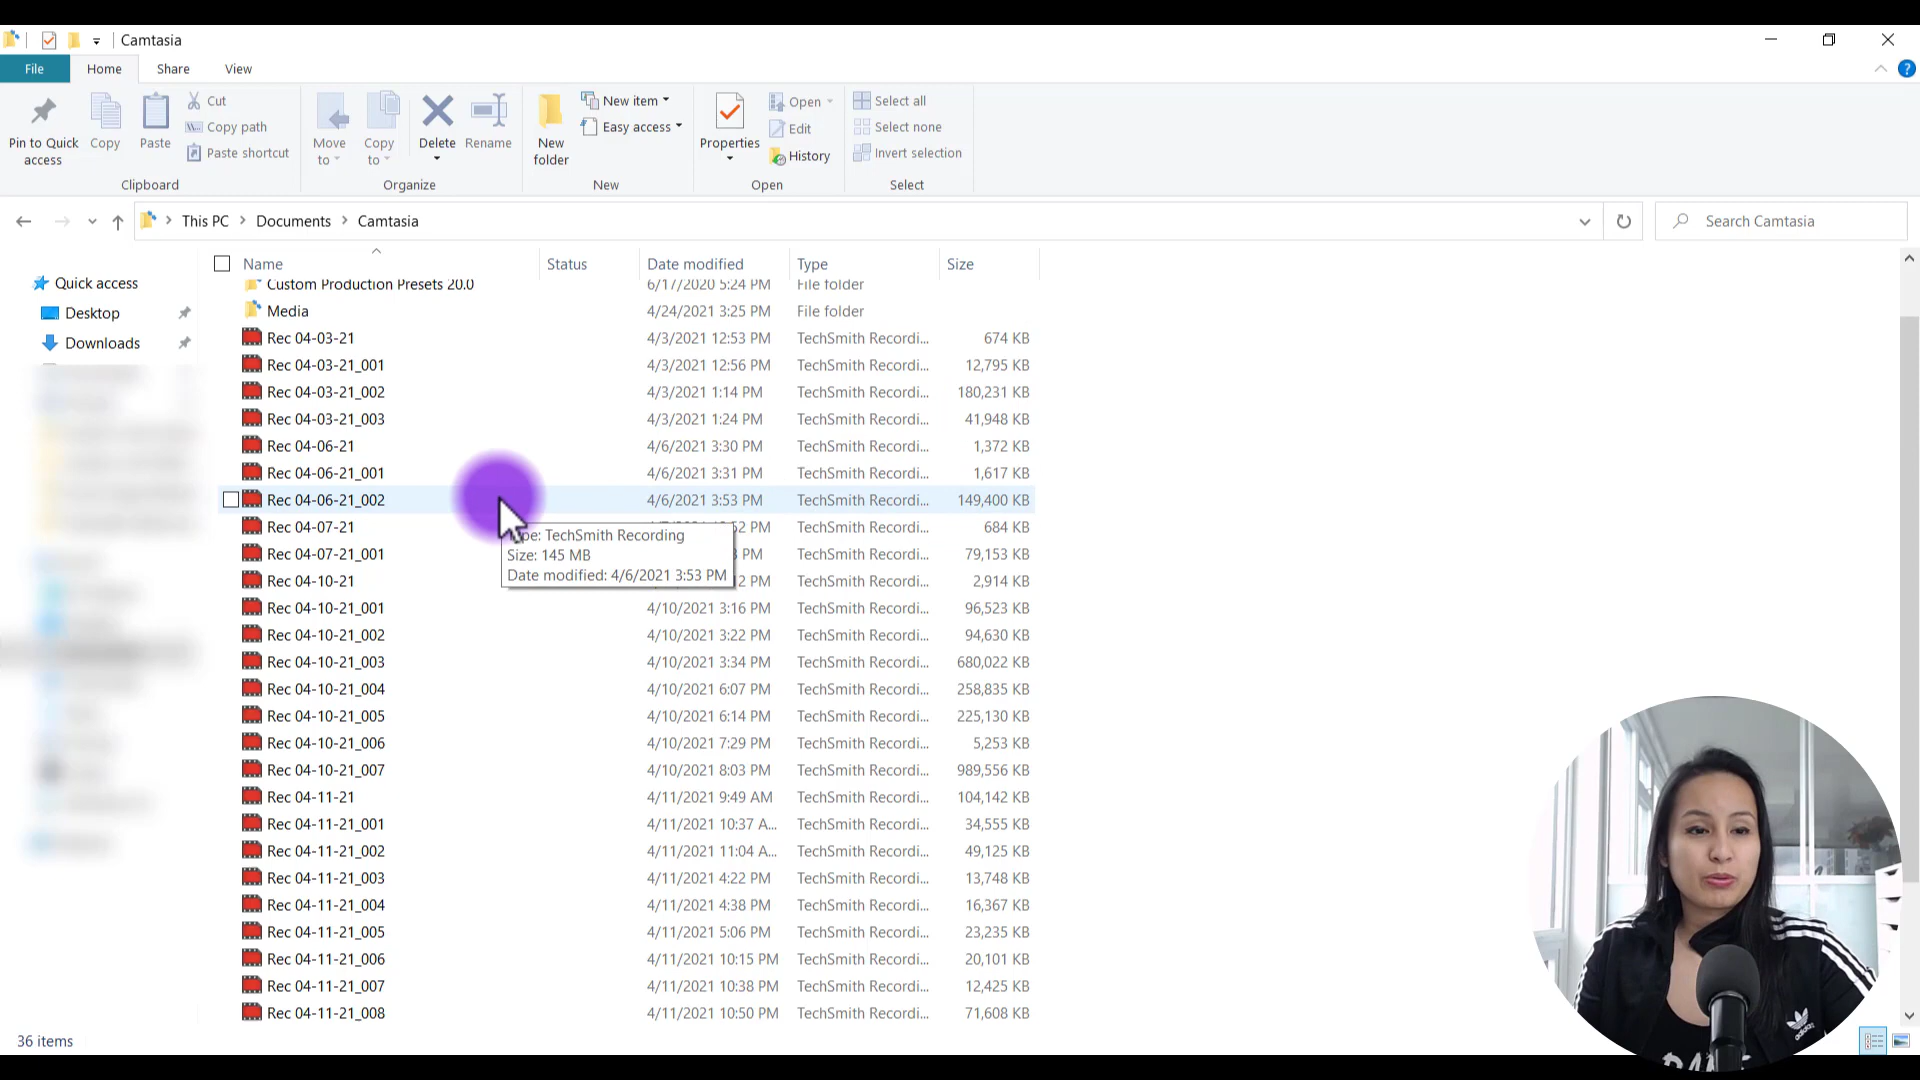 Camtasia
File Home Share View
Pin to Quick access
Copy
Paste
Cut
Copy path
Paste shortcut
Clipboard
Move to
Copy to
Delete
Rename
Organize
New folder
New item
Easy access
New
Properties
Open
Edit
History
Open
Select all
Select none
Invert selection
Select
This PC > Documents > Camtasia
Search Camtasia
Quick access
Desktop
Downloads
Name Status Date modified Type Size
Custom Production Presets 20.0 6/17/2020 5:24 PM File folder
Media 4/24/2021 3:25 PM File folder
Rec 04-03-21 4/3/2021 12:53 PM TechSmith Recordi... 674 KB
Rec 04-03-21_001 4/3/2021 12:56 PM TechSmith Recordi... 12,795 KB
Rec 04-03-21_002 4/3/2021 1:14 PM TechSmith Recordi... 180,231 KB
Rec 04-03-21_003 4/3/2021 1:24 PM TechSmith Recordi... 41,948 KB
Rec 04-06-21 4/6/2021 3:30 PM TechSmith Recordi... 1,372 KB
Rec 04-06-21_001 4/6/2021 3:31 PM TechSmith Recordi... 1,617 KB
Rec 04-06-21_002 4/6/2021 3:53 PM TechSmith Recordi... 149,400 KB
Rec 04-07-21 PM TechSmith Recordi... 684 KB
Rec 04-07-21_001 PM TechSmith Recordi... 79,153 KB
Rec 04-10-21 PM TechSmith Recordi... 2,914 KB
TechSmith Recording
Size: 145 MB
Date modified: 4/6/2021 3:53 PM
Rec 04-10-21_001 4/10/2021 3:16 PM TechSmith Recordi... 96,523 KB
Rec 04-10-21_002 4/10/2021 3:22 PM TechSmith Recordi... 94,630 KB
Rec 04-10-21_003 4/10/2021 3:34 PM TechSmith Recordi... 680,022 KB
Rec 04-10-21_004 4/10/2021 6:07 PM TechSmith Recordi... 258,835 KB
Rec 04-10-21_005 4/10/2021 6:14 PM TechSmith Recordi... 225,130 KB
Rec 04-10-21_006 4/10/2021 7:29 PM TechSmith Recordi... 5,253 KB
Rec 04-10-21_007 4/10/2021 8:03 PM TechSmith Recordi... 989,556 KB
Rec 04-11-21 4/11/2021 9:49 AM TechSmith Recordi... 104,142 KB
Rec 04-11-21_001 4/11/2021 10:37 A... TechSmith Recordi... 34,555 KB
Rec 04-11-21_002 4/11/2021 11:04 A... TechSmith Recordi... 49,125 KB
Rec 04-11-21_003 4/11/2021 4:22 PM TechSmith Recordi... 13,748 KB
Rec 04-11-21_004 4/11/2021 4:38 PM TechSmith Recordi... 16,367 KB
Rec 04-11-21_005 4/11/2021 5:06 PM TechSmith Recordi... 23,235 KB
Rec 04-11-21_006 4/11/2021 10:15 PM TechSmith Recordi... 20,101 KB
Rec 04-11-21_007 4/11/2021 10:38 PM TechSmith Recordi... 12,425 KB
Rec 04-11-21_008 4/11/2021 10:50 PM TechSmith Recordi... 71,608 KB
36 items
adidas